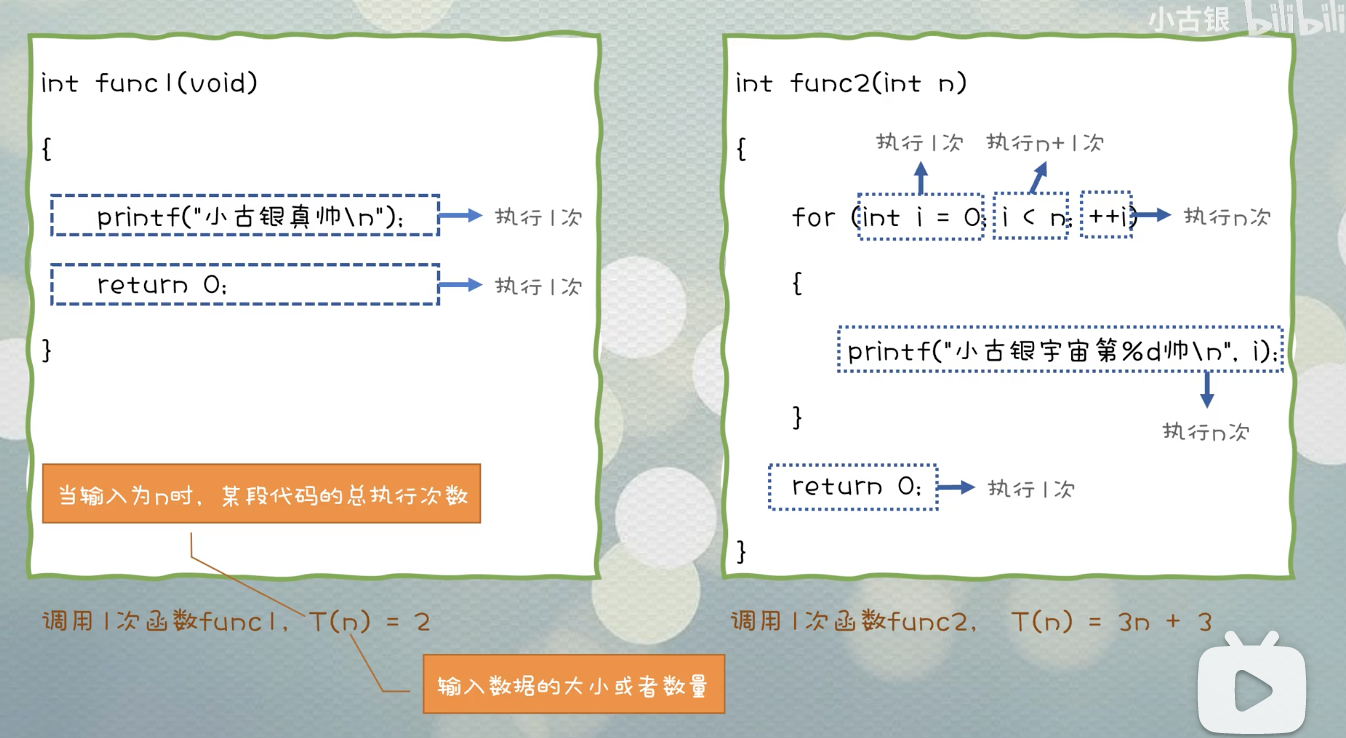 小古银 bilibili
int func1(void)
{
printf("小古银真帅\n");
执行1次
return 0;
执行1次
}
当输入为n时，某段代码的总执行次数
调用1次函数func1, T(n) = 2
输入数据的大小或者数量
int func2(int n)
{
执行1次 执行n+1次
for (int i = 0; i < n; ++i)
执行n次
{
printf("小古银宇宙第%d帅\n", i);
}
执行n次
return 0;
执行1次
}
调用1次函数func2, T(n) = 3n + 3